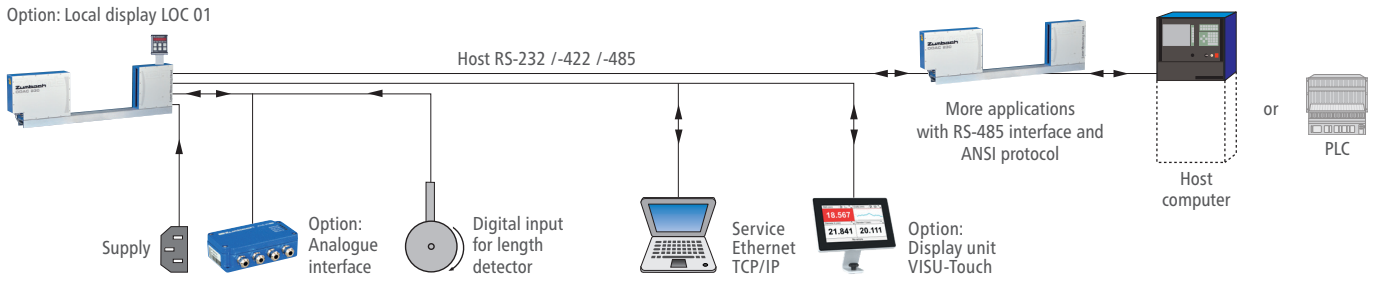 Option: Local display LOC 01
Zumbach
Zumbach
Host RS-232 /-422 /-485
More applications
with RS-485 interface and
ANSI protocol
or
PLC
Host
computer
Supply
Option:
Analogue
interface
Digital input
for length
detector
Service
Ethernet
TCP/IP
18.567
21.841 20.111
Option:
Display unit
VISU-Touch